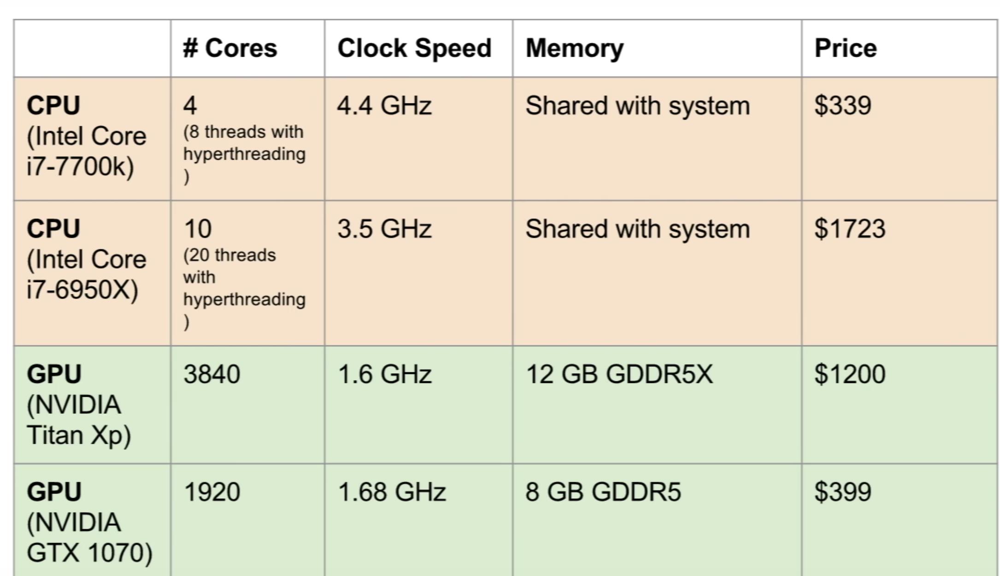 # Cores Clock Speed Memory Price
CPU
(Intel Core
i7-7700k)
4
(8 threads with
hyperthreading
)
4.4 GHz
Shared with system
$339
CPU
(Intel Core
i7-6950X)
10
(20 threads
with
hyperthreading
)
3.5 GHz
Shared with system
$1723
GPU
(NVIDIA
Titan Xp)
3840
1.6 GHz
12 GB GDDR5X
$1200
GPU
(NVIDIA
GTX 1070)
1920
1.68 GHz
8 GB GDDR5
$399